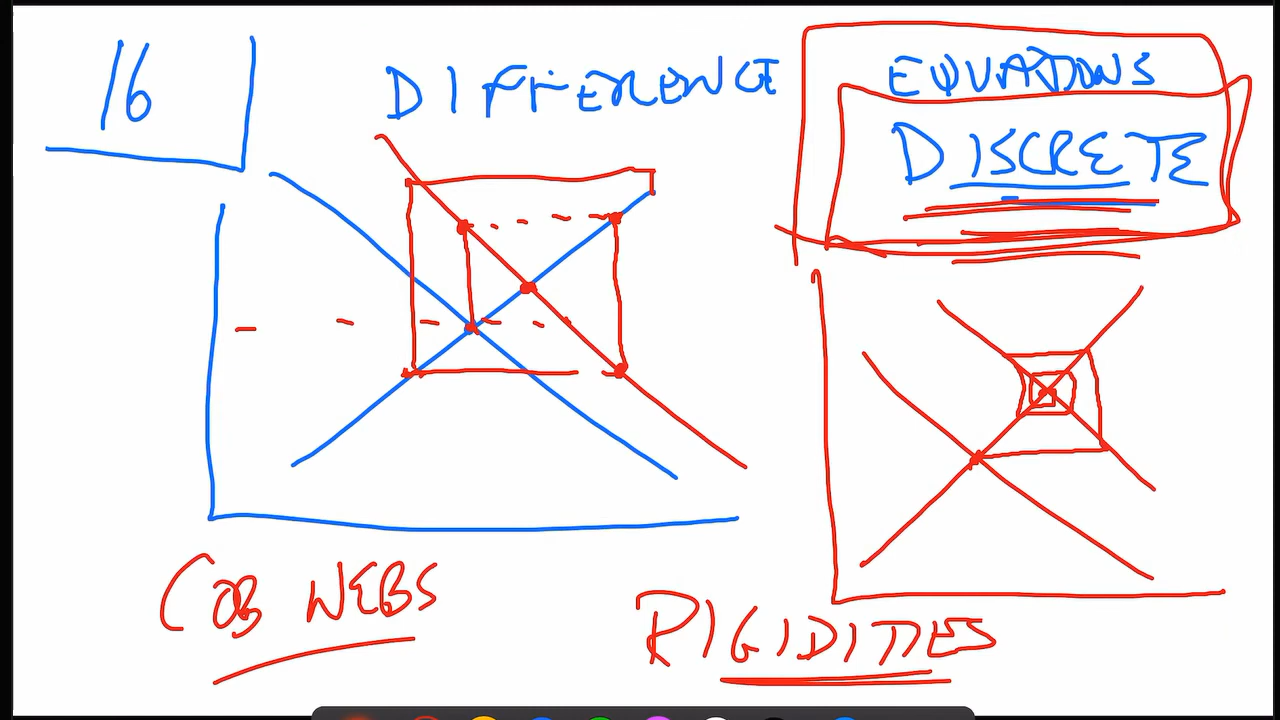 16
DIFFERENCE EQUATIONS
DISCRETE
COB WEBS
RIGIDITIES